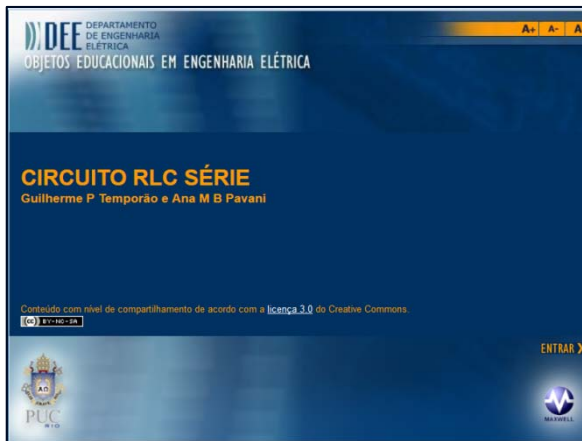 DEE DEPARTAMENTO
DE ENGENHARIA
ELÉTRICA
A+ A- A
OBJETOS EDUCACIONAIS EM ENGENHARIA ELÉTRICA
CIRCUITO RLC SÉRIE
Guilherme P Temporão e Ana M B Pavani
Conteúdo com nível de compartilhamento de acordo com a licença 3.0 do Creative Commons.
(cc) BY-NC-SA
ENTRAR
PUC
RIO
MAXWELL